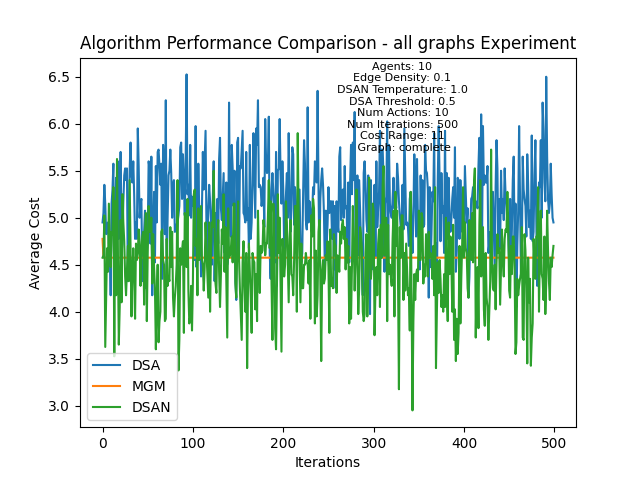 Algorithm Performance Comparison - all graphs Experiment
Agents: 10
Edge Density: 0.1
DSAN Temperature: 1.0
DSA Threshold: 0.5
Num Actions: 10
Num Iterations: 500
Cost Range: 11
Graph: complete
Average Cost
6.5
6.0
5.5
5.0
4.5
4.0
3.5
3.0
DSA
MGM
DSAN
0
100
200
300
400
500
Iterations